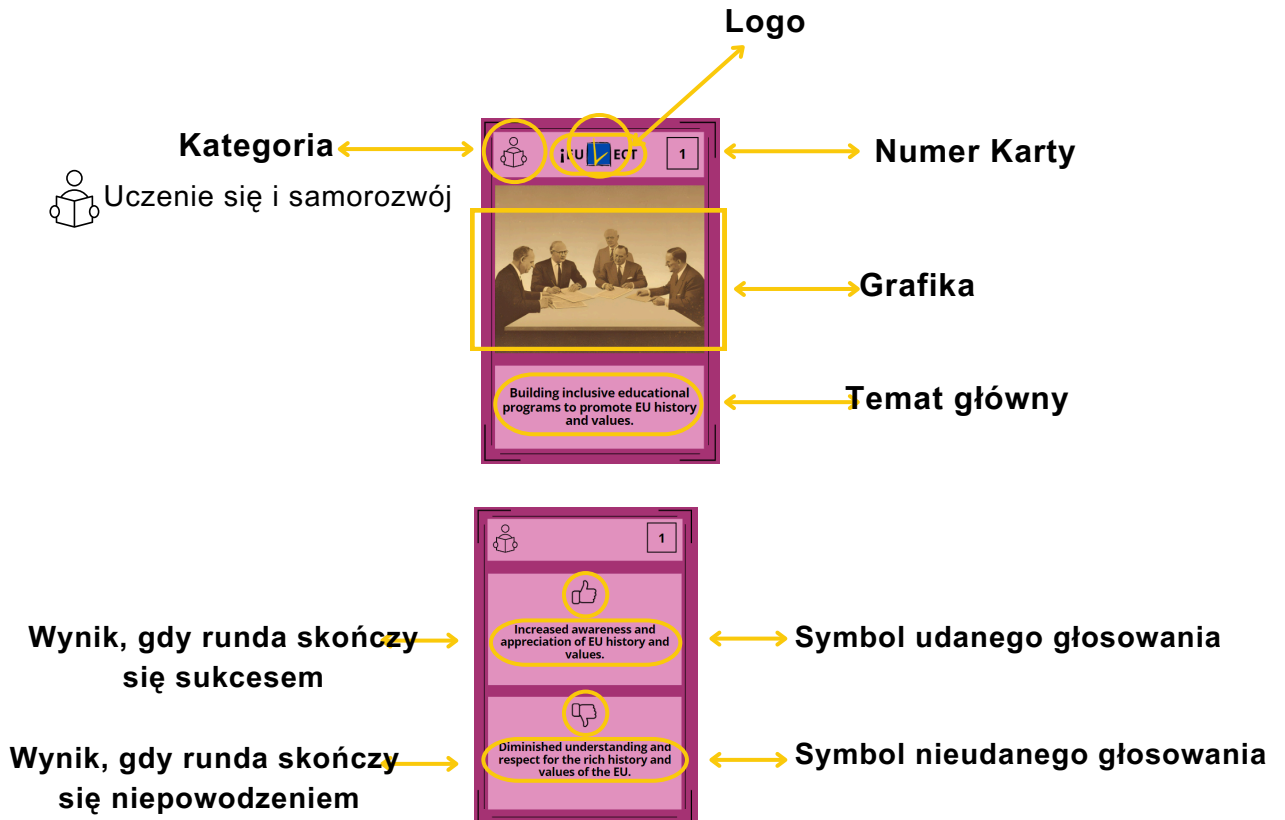 Logo
Kategoria
Uczenie się i samorozwój
¡EU ECT
1
Numer Karty
Grafika
Building inclusive educational
programs to promote EU history
and values.
Temat główny
1
Increased awareness and
appreciation of EU history and
values.
Wynik, gdy runda skończy
się sukcesem
Symbol udanego głosowania
Diminished understanding and
respect for the rich history and
values of the EU.
Wynik, gdy runda skończy
się niepowodzeniem
Symbol nieudanego głosowania